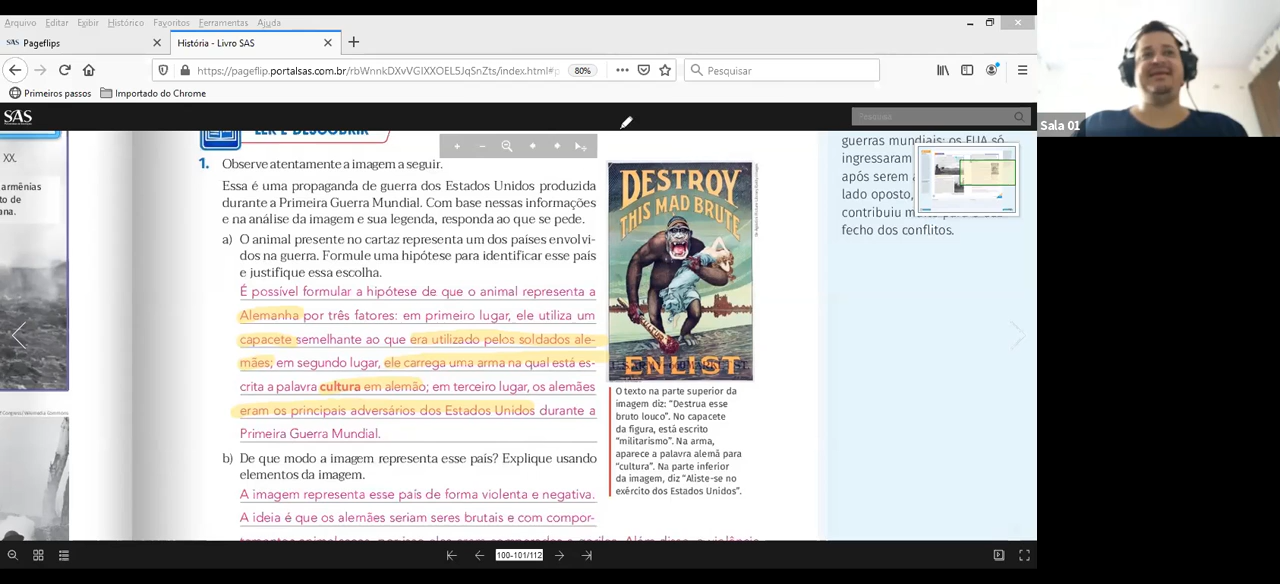 Arquivo Editar Exibir Histórico Favoritos Ferramentas Ajuda
SAS Pageflips
História - Livro SAS
https://pageflip.portalsas.com.br/rbWnnkDXvVGIXXOEL5JqSnZts/index.html#p
80%
Pesquisar
Primeiros passos
Importado do Chrome
SAS
Pesquisa
Sala 01
LER E DESCOBRIR
XX.
armênias
to de
ana.
1. Observe atentamente a imagem a seguir.
Essa é uma propaganda de guerra dos Estados Unidos produzida
durante a Primeira Guerra Mundial. Com base nessas informações
e na análise da imagem e sua legenda, responda ao que se pede.
a) O animal presente no cartaz representa um dos países envolvi-
dos na guerra. Formule uma hipótese para identificar esse país
e justifique essa escolha.
É possível formular a hipótese de que o animal representa a
Alemanha por três fatores: em primeiro lugar, ele utiliza um
capacete semelhante ao que era utilizado pelos soldados ale-
mães; em segundo lugar, ele carrega uma arma na qual está es-
crita a palavra cultura em alemão; em terceiro lugar, os alemães
eram os principais adversários dos Estados Unidos durante a
Primeira Guerra Mundial.
b) De que modo a imagem representa esse país? Explique usando
elementos da imagem.
A imagem representa esse país de forma violenta e negativa.
A ideia é que os alemães seriam seres brutais e com compor-
DESTROY
THIS MAD BRUTE
KULTUR
ENLIST
O texto na parte superior da
imagem diz: “Destrua esse
bruto louco”. No capacete
da figura, está escrito
“militarismo”. Na arma,
aparece a palavra alemã para
“cultura”. Na parte inferior
da imagem, diz “Aliste-se no
exército dos Estados Unidos”.
guerras mundiais: os EUA só
ingressaram
após serem
lado oposto,
contribuiu
fecho dos conflitos.
100-101/112